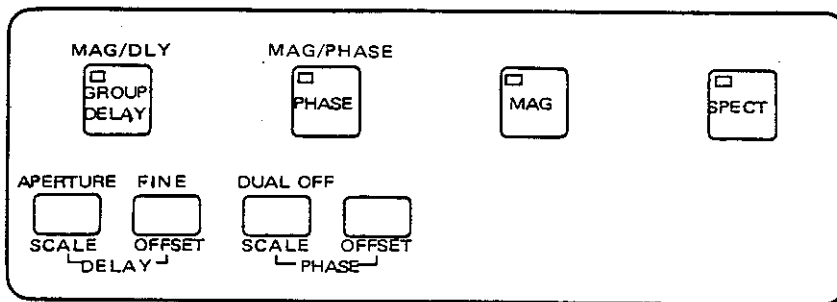 MAG/DLY MAG/PHASE
GROUP DELAY PHASE MAG SPECT
APERTURE FINE DUAL OFF
SCALE OFFSET SCALE OFFSET
DELAY PHASE